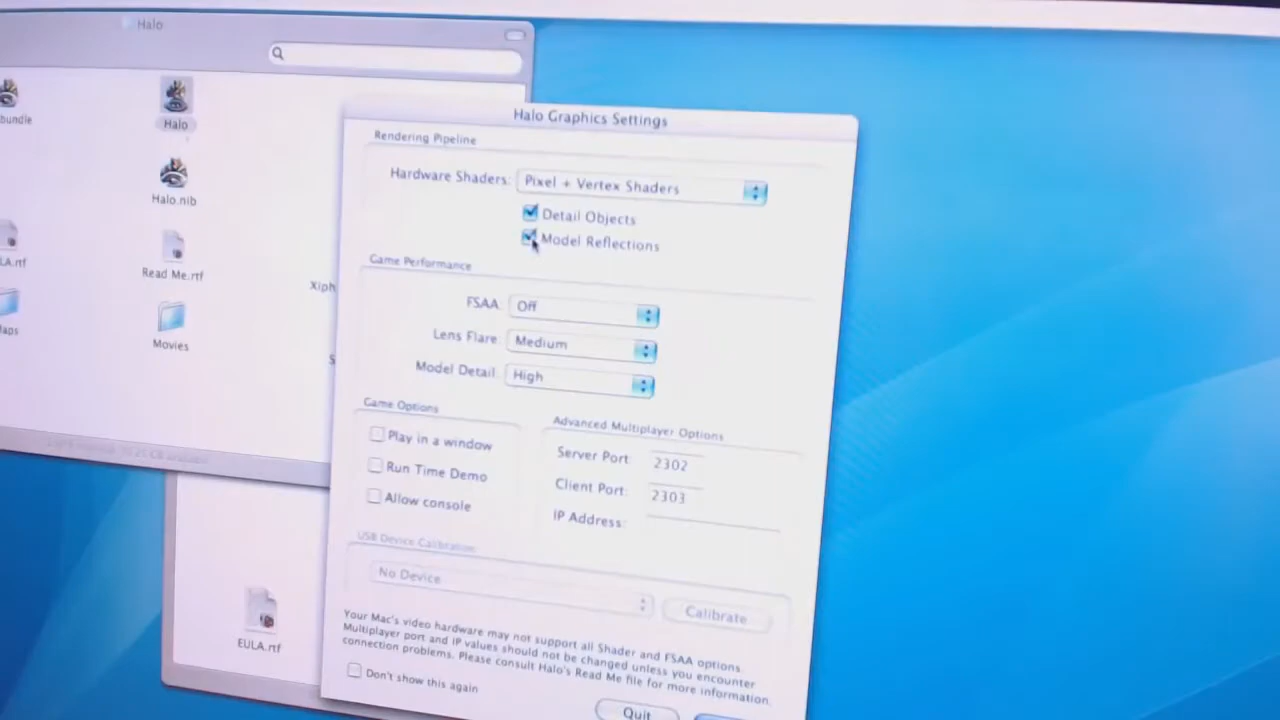 Halo
bundle
Halo
Halo.nib
LA.rtf
Read Me.rtf
Xiph
aps
Movies
S
EULA.rtf
Halo Graphics Settings
Rendering Pipeline
Hardware Shaders: Pixel + Vertex Shaders
Detail Objects
Model Reflections
Game Performance
FSAA: Off
Lens Flare: Medium
Model Detail: High
Game Options
Play in a window
Run Time Demo
Allow console
Advanced Multiplayer Options
Server Port: 2302
Client Port: 2303
IP Address:
USB Device Calibration
No Device
Calibrate
Your Mac's video hardware may not support all Shader and FSAA options.
Multiplayer port and IP values should not be changed unless you encounter
connection problems. Please consult Halo's Read Me file for more information.
Don't show this again
Quit